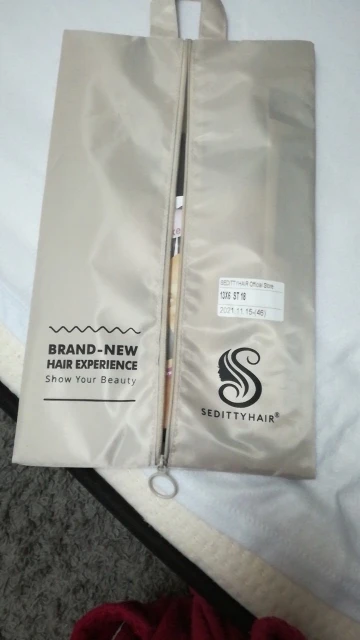 BRAND-NEW
HAIR EXPERIENCE
Show Your Beauty
SEDITTYHAIR Official Store
13X6 ST 18
2021.11.15-(46)
SEDITTYHAIR®